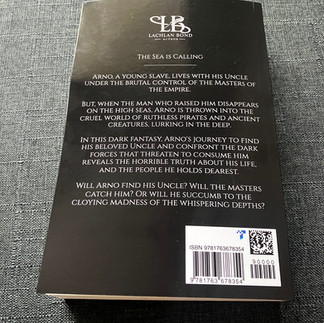 LB
LACHLAN BOND
AUTHOR
THE SEA IS CALLING
ARNO, A YOUNG SLAVE, LIVES WITH HIS UNCLE
UNDER THE BRUTAL CONTROL OF THE MASTERS OF
THE EMPIRE.
BUT, WHEN THE MAN WHO RAISED HIM DISAPPEARS
ON THE HIGH SEAS, ARNO IS THROWN INTO THE
CRUEL WORLD OF RUTHLESS PIRATES AND ANCIENT
CREATURES, LURKING IN THE DEEP.
IN THIS DARK FANTASY, ARNO'S JOURNEY TO FIND
HIS BELOVED UNCLE AND CONFRONT THE DARK
FORCES THAT THREATEN TO CONSUME HIM
REVEALS THE HORRIBLE TRUTH ABOUT HIS LIFE,
AND THE PEOPLE HE HOLDS DEAREST.
WILL ARNO FIND HIS UNCLE? WILL THE MASTERS
CATCH HIM? OR WILL HE SUCCUMB TO THE
CLOYING MADNESS OF THE WHISPERING DEPTHS?
ISBN 9781763678354
90000
9 781763 678354